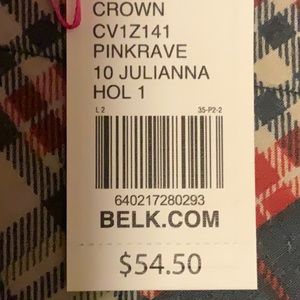 CROWN
CV1Z141
PINKRAVE
10 JULIANNA
HOL 1
L 2 35-P2-2
640217280293
BELK.COM
$54.50